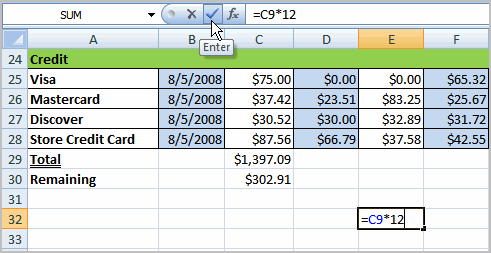 SUM fx =C9*12
Enter
A B C D E F
24 Credit
25 Visa 8/5/2008 $75.00 $0.00 $0.00 $65.32
26 Mastercard 8/5/2008 $37.42 $23.51 $83.25 $25.67
27 Discover 8/5/2008 $30.52 $30.00 $32.89 $31.72
28 Store Credit Card 8/5/2008 $87.56 $66.79 $37.58 $42.55
29 Total $1,397.09
30 Remaining $302.91
31
32 =C9*12
33